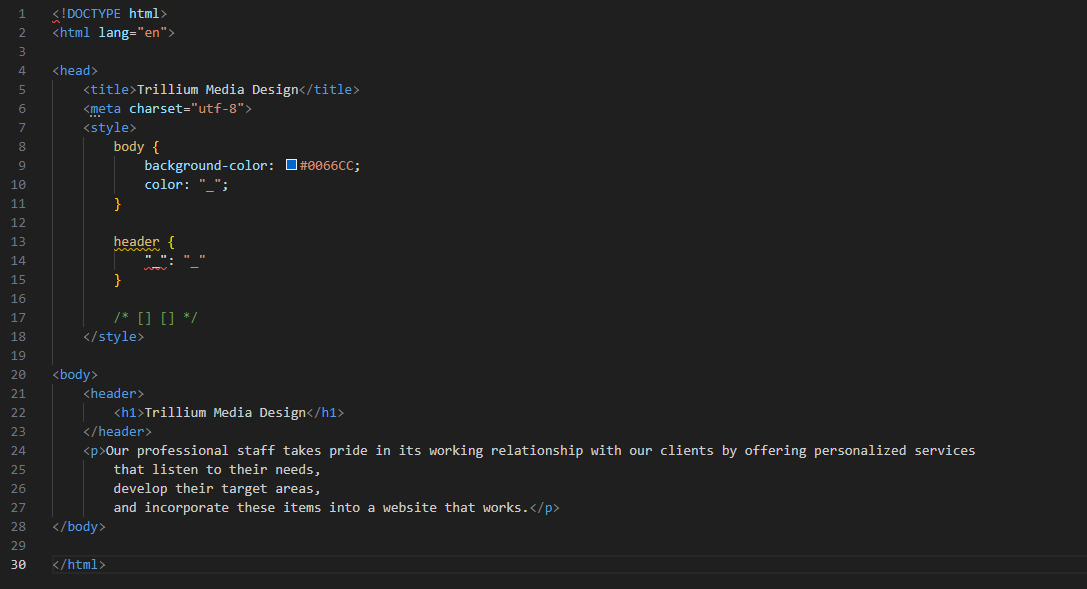 1 <!DOCTYPE html>
2 <html lang="en">
3
4 <head>
5 <title>Trillium Media Design</title>
6 <meta charset="utf-8">
7 <style>
8 body {
9 background-color: #0066CC;
10 color: "_";
11 }
12
13 header {
14 "_": "_"
15 }
16
17 /* [] [] */
18 </style>
19
20 <body>
21 <header>
22 <h1>Trillium Media Design</h1>
23 </header>
24 <p>Our professional staff takes pride in its working relationship with our clients by offering personalized services
25 that listen to their needs,
26 develop their target areas,
27 and incorporate these items into a website that works.</p>
28 </body>
29
30 </html>